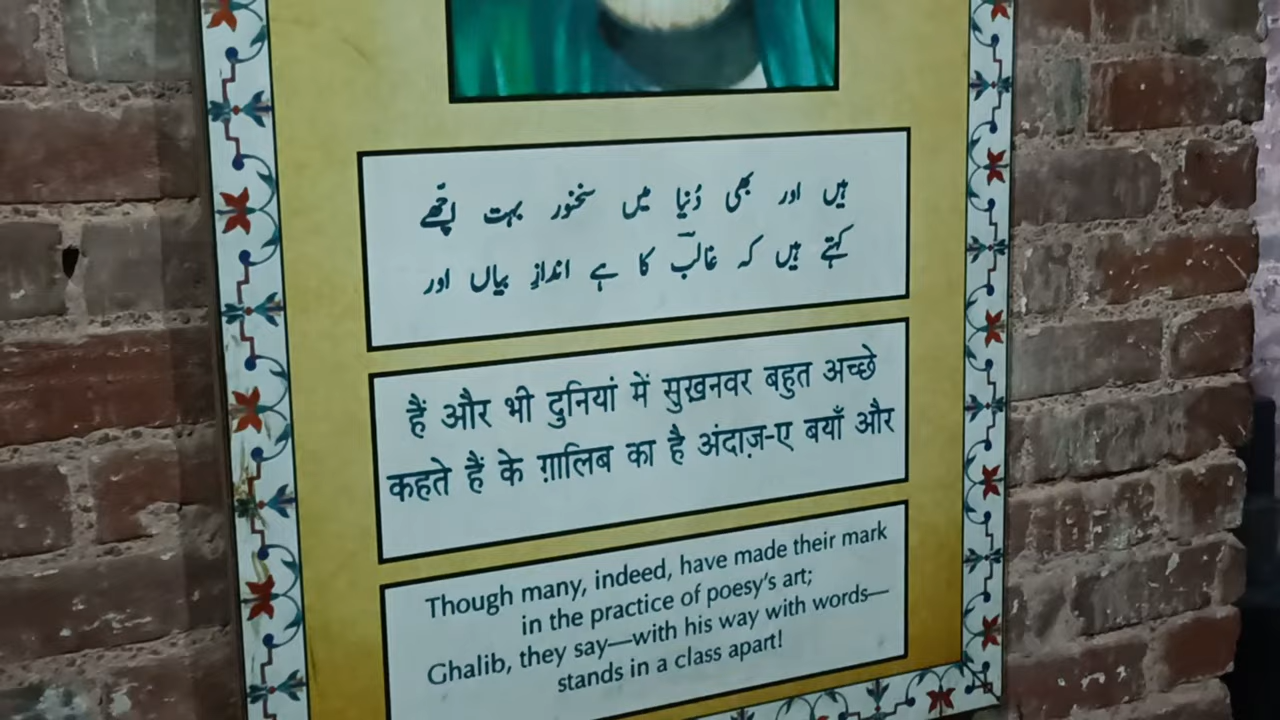 ہیں اور بھی دُنیا میں سخنور بہت اچھّے
کہتے ہیں کہ غالبؔ کا ہے اندازِ بیاں اور
हैं और भी दुनियां में सुख़नवर बहुत अच्छे
कहते हैं के ग़ालिब का है अंदाज़-ए बयाँ और
Though many, indeed, have made their mark
in the practice of poesy's art;
Ghalib, they say—with his way with words—
stands in a class apart!